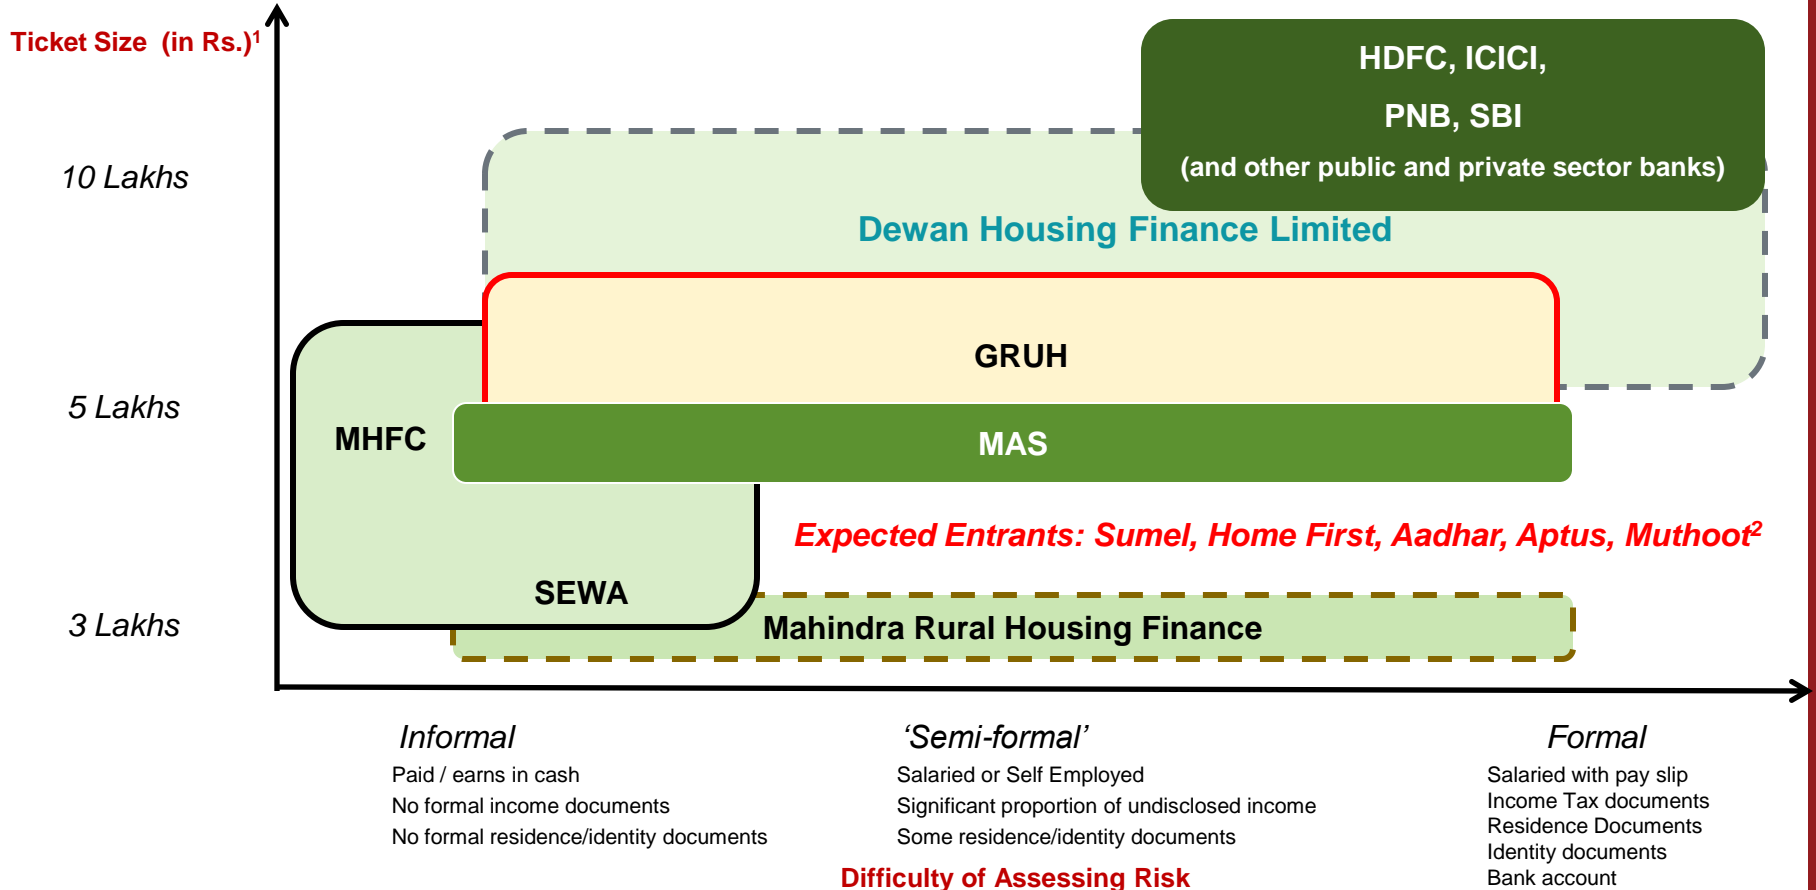 Ticket Size (in Rs.)1
HDFC, ICICI,
PNB, SBI
(and other public and private sector banks)
10 Lakhs
Dewan Housing Finance Limited
GRUH
5 Lakhs
MHFC
MAS
Expected Entrants: Sumel, Home First, Aadhar, Aptus, Muthoot2
SEWA
3 Lakhs
Mahindra Rural Housing Finance
Informal
Paid / earns in cash
No formal income documents
No formal residence/identity documents
‘Semi-formal’
Salaried or Self Employed
Significant proportion of undisclosed income
Some residence/identity documents
Formal
Salaried with pay slip
Income Tax documents
Residence Documents
Identity documents
Bank account
Difficulty of Assessing Risk